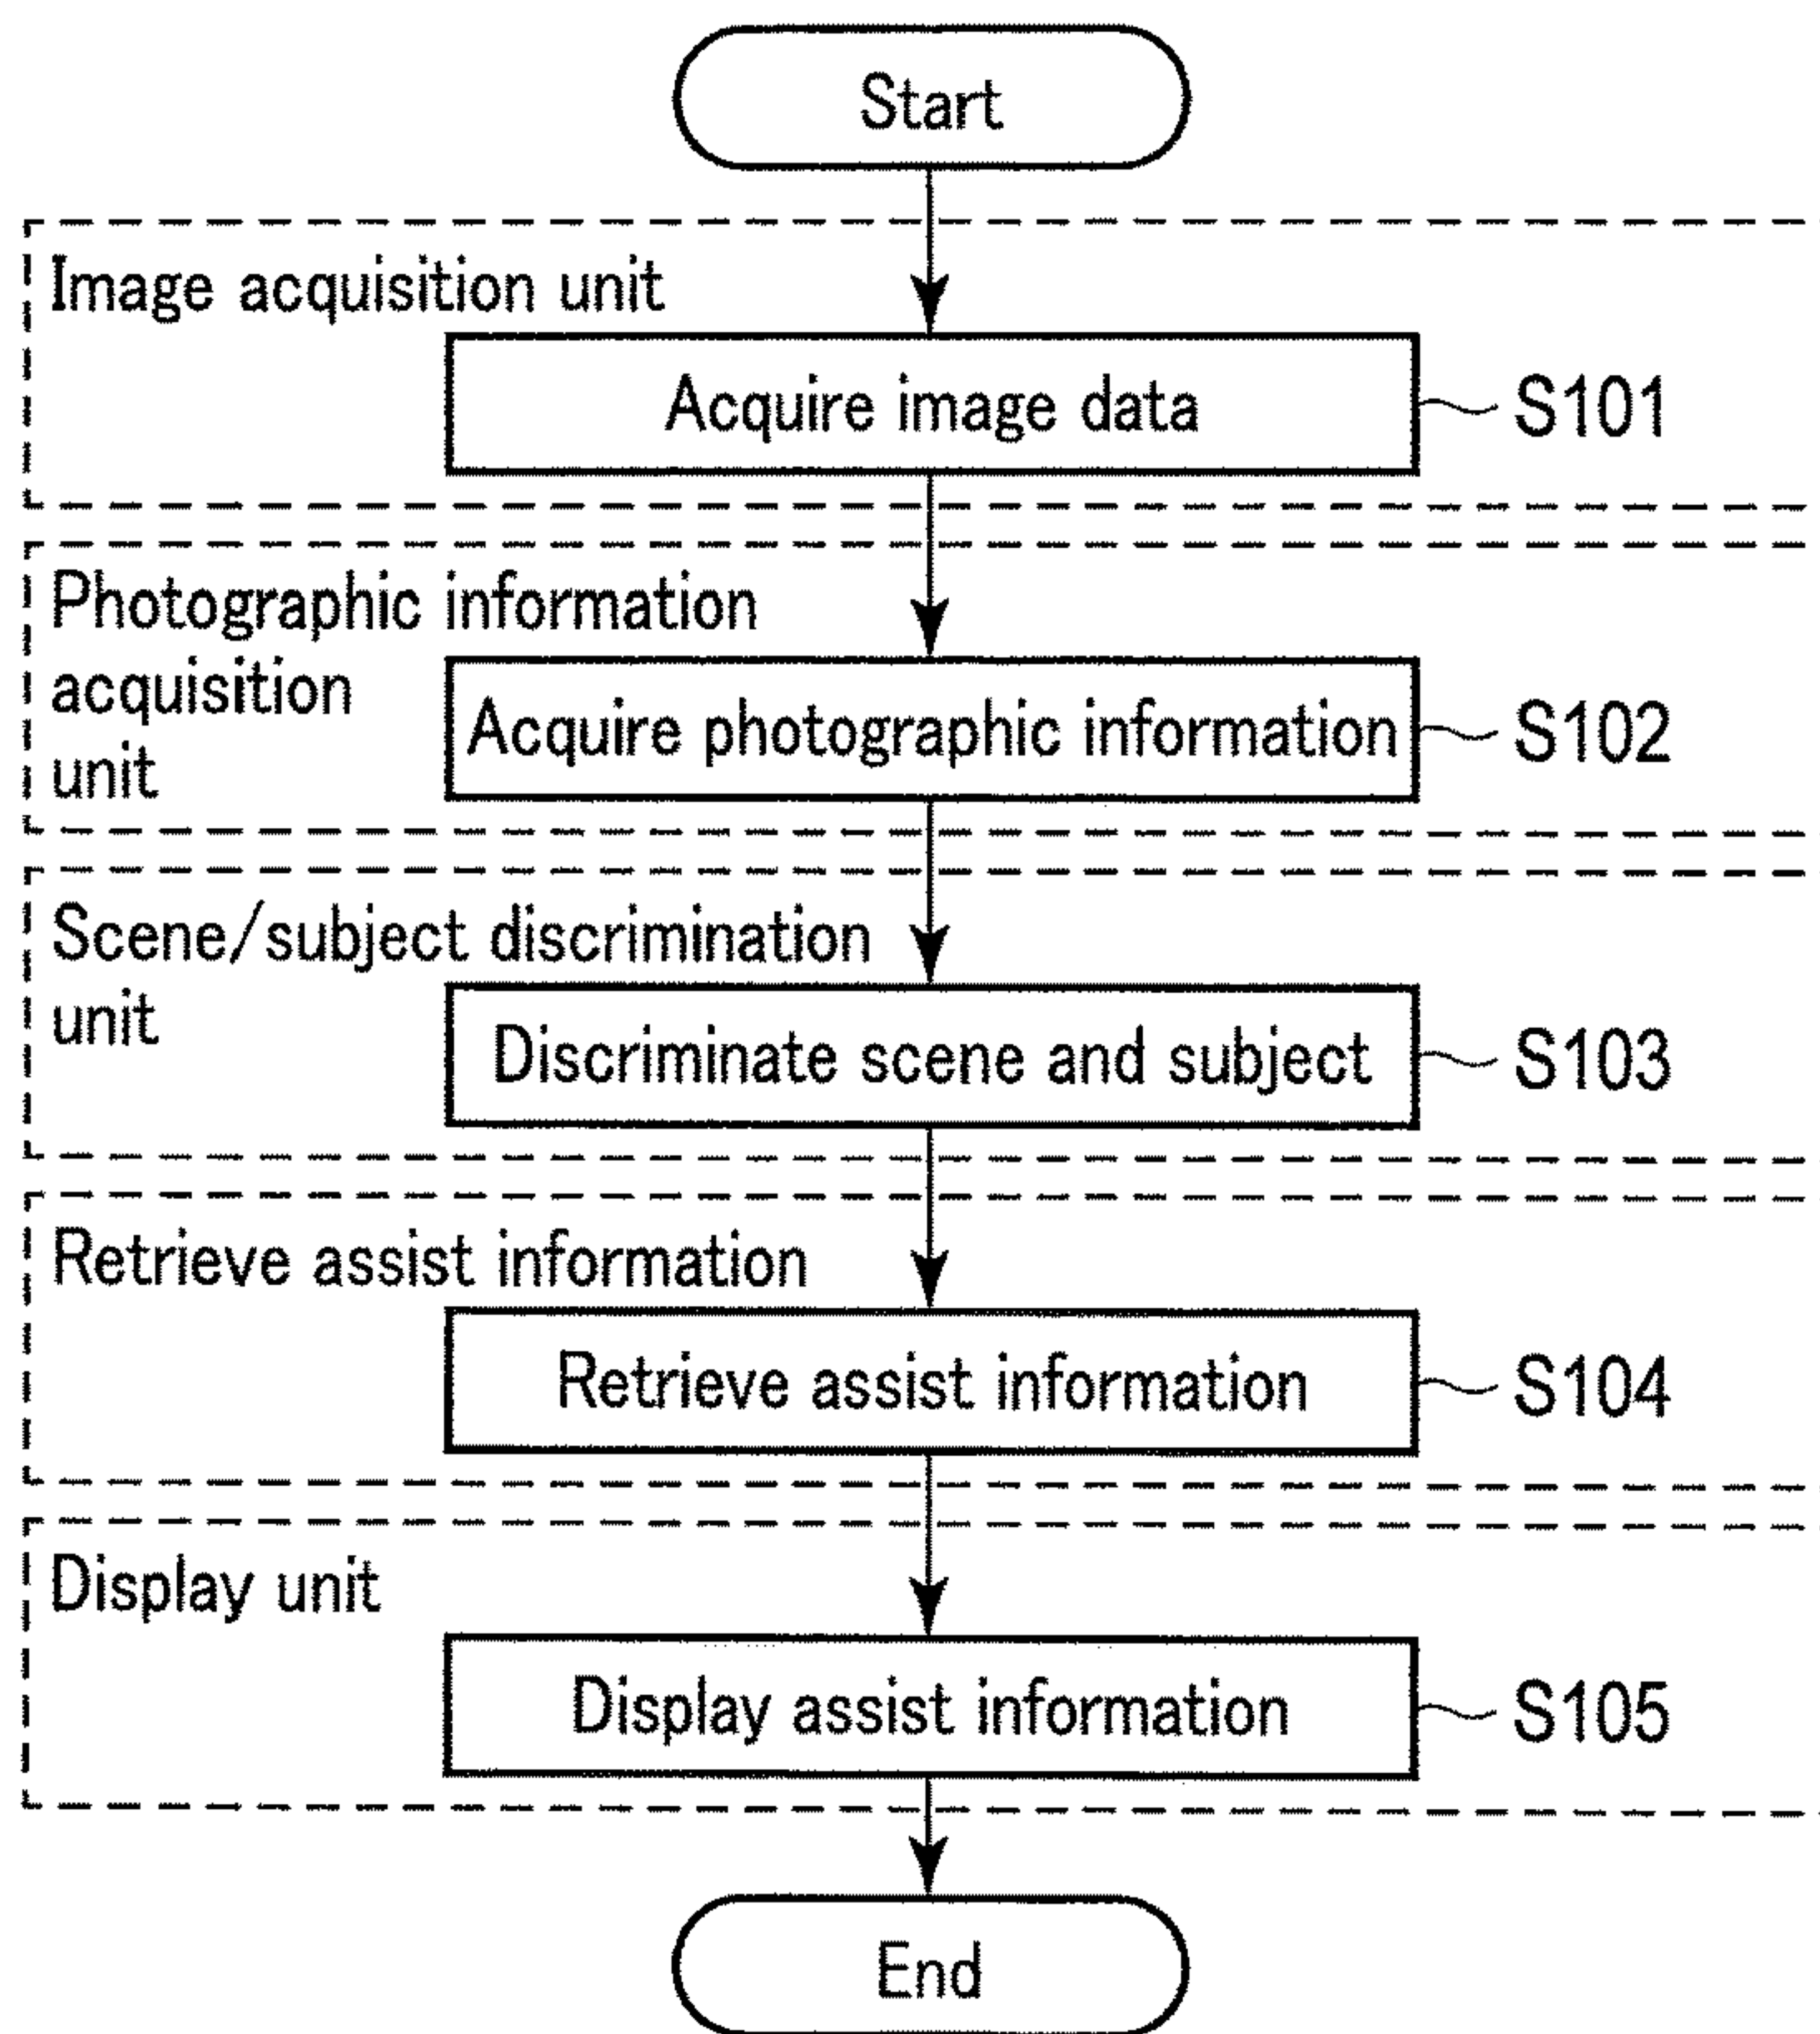 Start
Image acquisition unit
Acquire image data
S101
Photographic information
acquisition
unit
Acquire photographic information
S102
Scene/subject discrimination
unit
Discriminate scene and subject
S103
Retrieve assist information
Retrieve assist information
S104
Display unit
Display assist information
S105
End